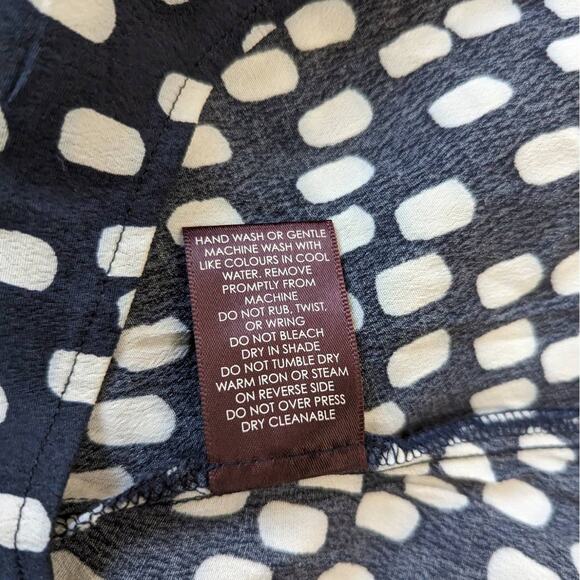 HAND WASH OR GENTLE
MACHINE WASH WITH
LIKE COLOURS IN COOL
WATER. REMOVE
PROMPTLY FROM
MACHINE
DO NOT RUB, TWIST,
OR WRING
DO NOT BLEACH
DRY IN SHADE
DO NOT TUMBLE DRY
WARM IRON OR STEAM
ON REVERSE SIDE
DO NOT OVER PRESS
DRY CLEANABLE